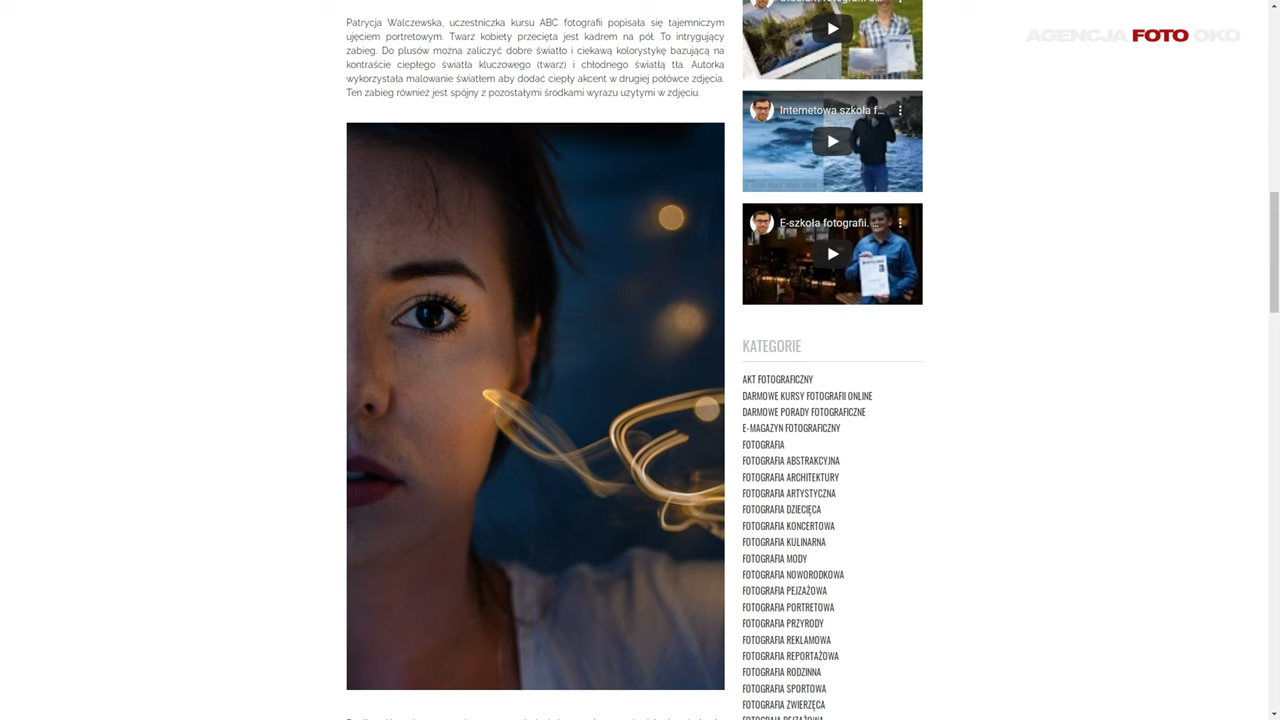 Patrycja Walczewska, uczestniczka kursu ABC fotografii popisała się tajemniczym
ujęciem portretowym. Twarz kobiety przecięta jest kadrem na pół. To intrygujący
zabieg. Do plusów można zaliczyć dobre światło i ciekawą kolorystykę bazującą na
kontraście ciepłego światła kluczowego (twarz) i chłodnego światłą tła. Autorka
wykorzystała malowanie światłem aby dodać ciepły akcent w drugiej połówce zdjęcia.
Ten zabieg również jest spójny z pozostałymi środkami wyrazu uzytymi w zdjęciu.
AGENCJA FOTO OKO
Internetowa szkoła f...
E-szkoła fotografii. ...
KATEGORIE
AKT FOTOGRAFICZNY
DARMOWE KURSY FOTOGRAFII ONLINE
DARMOWE PORADY FOTOGRAFICZNE
E-MAGAZYN FOTOGRAFICZNY
FOTOGRAFIA
FOTOGRAFIA ABSTRAKCYJNA
FOTOGRAFIA ARCHITEKTURY
FOTOGRAFIA ARTYSTYCZNA
FOTOGRAFIA DZIECIĘCA
FOTOGRAFIA KONCERTOWA
FOTOGRAFIA KULINARNA
FOTOGRAFIA MODY
FOTOGRAFIA NOWORODKOWA
FOTOGRAFIA PEJZAŻOWA
FOTOGRAFIA PORTRETOWA
FOTOGRAFIA PRZYRODY
FOTOGRAFIA REKLAMOWA
FOTOGRAFIA REPORTAŻOWA
FOTOGRAFIA RODZINNA
FOTOGRAFIA SPORTOWA
FOTOGRAFIA ZWIERZĘCA